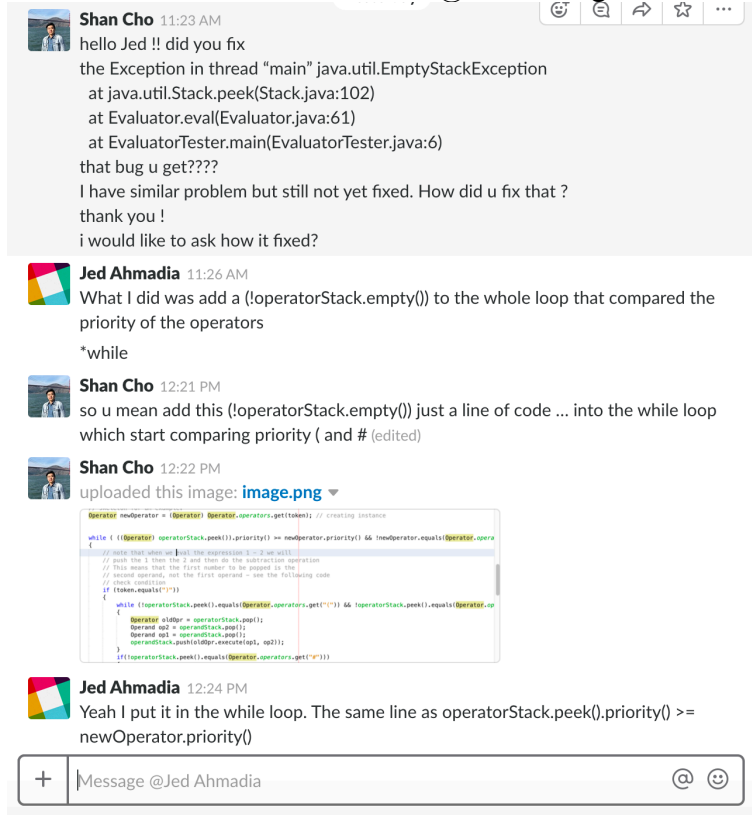 Shan Cho 11:23 AM
hello Jed !! did you fix
the Exception in thread “main” java.util.EmptyStackException
at java.util.Stack.peek(Stack.java:102)
at Evaluator.eval(Evaluator.java:61)
at EvaluatorTester.main(EvaluatorTester.java:6)
that bug u get????
I have similar problem but still not yet fixed. How did u fix that ?
thank you !
i would like to ask how it fixed?
Jed Ahmadia 11:26 AM
What I did was add a (!operatorStack.empty()) to the whole loop that compared the
priority of the operators
*while
Shan Cho 12:21 PM
so u mean add this (!operatorStack.empty()) just a line of code ... into the while loop
which start comparing priority ( and # (edited)
Shan Cho 12:22 PM
uploaded this image: image.png
Operator newOperator = (Operator) Operator.operators.get(token); // creating instance
while ( ((Operator) operatorStack.peek()).priority() >= newOperator.priority() && !newOperator.equals(Operator.opera
{
// note that when we eval the expression 1 - 2 we will
// push the 1 then the 2 and then do the subtraction operation
// This means that the first number to be popped is the
// second operand, not the first operand - see the following code
// check condition
if (token.equals(")"))
{
while (!operatorStack.peek().equals(Operator.operators.get("(")) && !operatorStack.peek().equals(Operator.op
{
Operator oldOpr = operatorStack.pop();
Operand op2 = operandStack.pop();
Operand op1 = operandStack.pop();
operandStack.push(oldOpr.execute(op1, op2));
}
if(!operatorStack.peek().equals(Operator.operators.get("#")))
Jed Ahmadia 12:24 PM
Yeah I put it in the while loop. The same line as operatorStack.peek().priority() >=
newOperator.priority()
Message @Jed Ahmadia